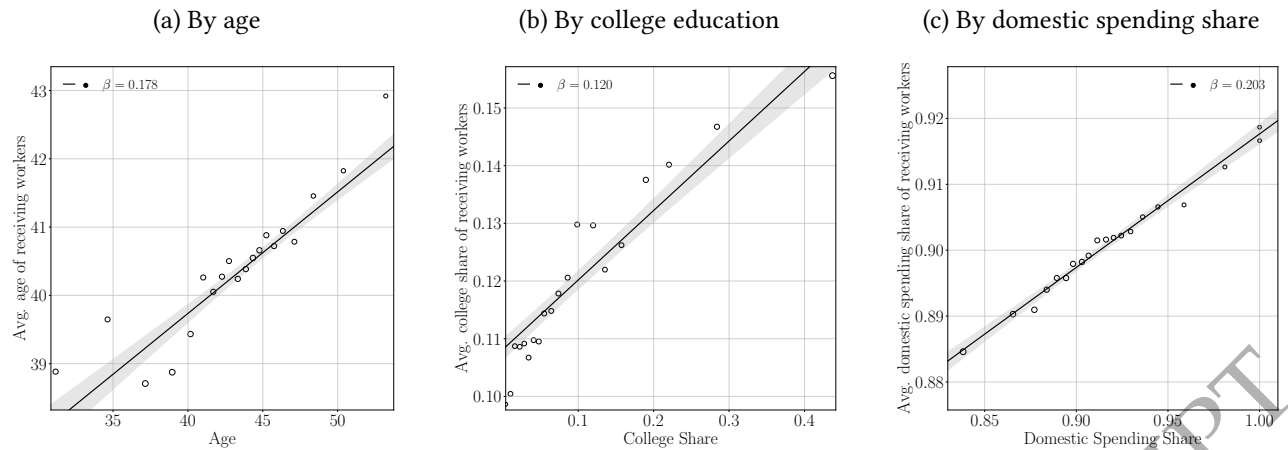 (a) By age
(b) By college education
(c) By domestic spending share
β = 0.178
43
42
41
40
39
35
40
45
50
Avg. age of receiving workers
Age
β = 0.120
0.15
0.14
0.13
0.12
0.11
0.10
0.1
0.2
0.3
0.4
Avg. college share of receiving workers
College Share
β = 0.203
0.92
0.91
0.90
0.89
0.88
0.85
0.90
0.95
1.00
Avg. domestic spending share of receiving workers
Domestic Spending Share